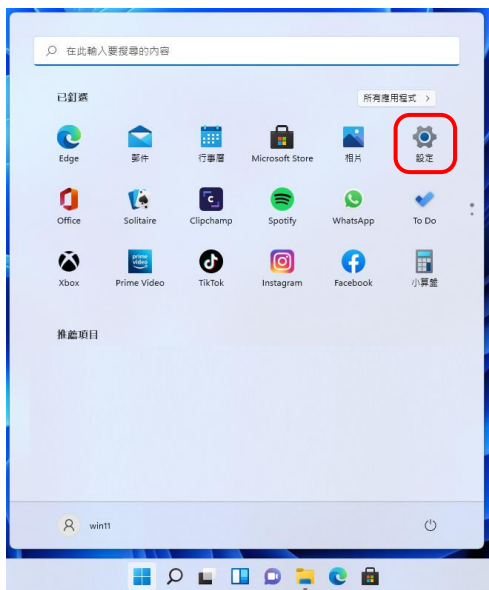 在此輸入要搜尋的內容
已釘選
所有應用程式 >
Edge
郵件
行事曆
Microsoft Store
相片
設定
Office
Solitaire
Clipchamp
Spotify
WhatsApp
To Do
prime video
Xbox
Prime Video
TikTok
Instagram
Facebook
小算盤
推薦項目
win11